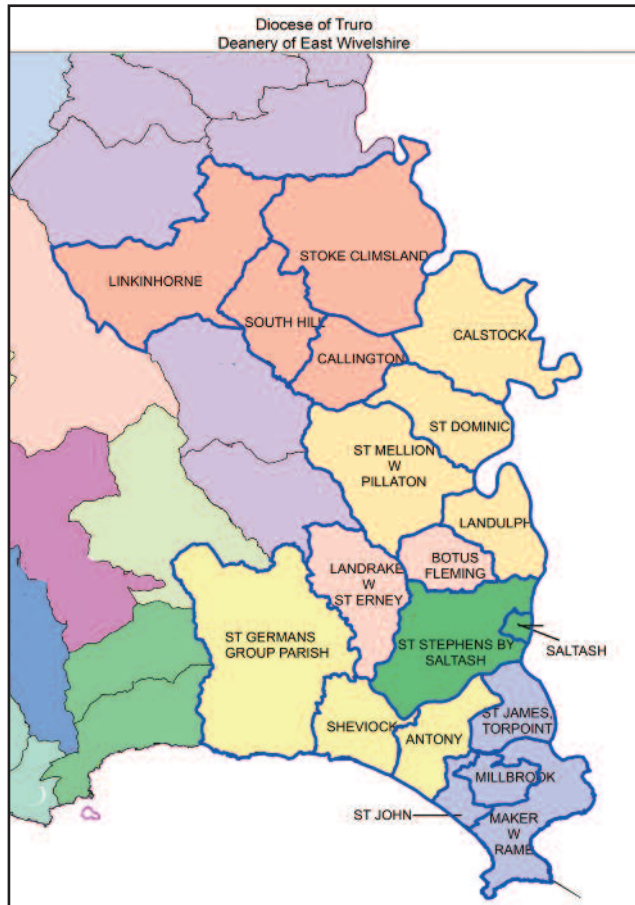 Diocese of Truro
Deanery of East Wivelshire
STOKE CLIMSLAND
LINKINHORNE
SOUTH HILL
CALSTOCK
CALLINGTON
ST DOMINIC
ST MELLION
W
PILLATON
LANDULPH
BOTUS
FLEMING
LANDRAKE
W
ST ERNEY
ST GERMANS
GROUP PARISH
ST STEPHENS BY
SALTASH
SALTASH
SHEVIOCK
ANTONY
ST JAMES,
TORPOINT
MILLBROOK
ST JOHN
MAKER
W
RAME